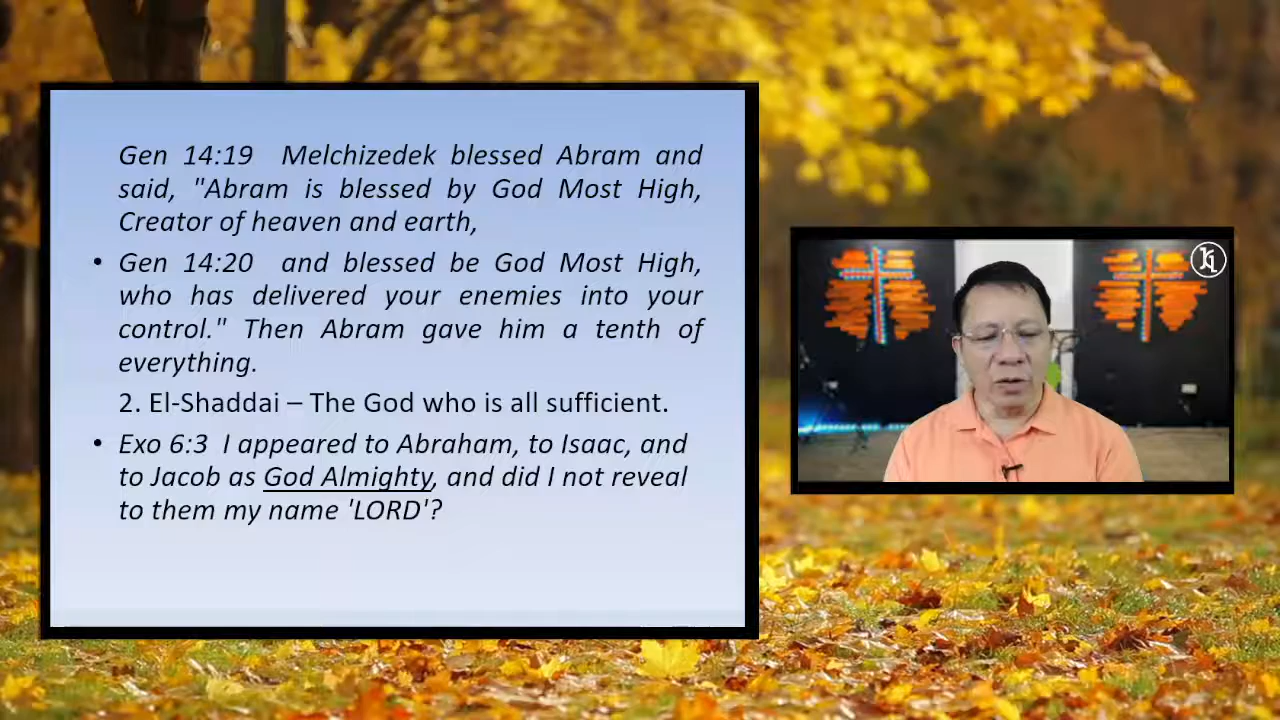 Gen 14:19 Melchizedek blessed Abram and
said, "Abram is blessed by God Most High,
Creator of heaven and earth,
• Gen 14:20 and blessed be God Most High,
who has delivered your enemies into your
control." Then Abram gave him a tenth of
everything.
2. El-Shaddai – The God who is all sufficient.
• Exo 6:3 I appeared to Abraham, to Isaac, and
to Jacob as God Almighty, and did I not reveal
to them my name 'LORD'?